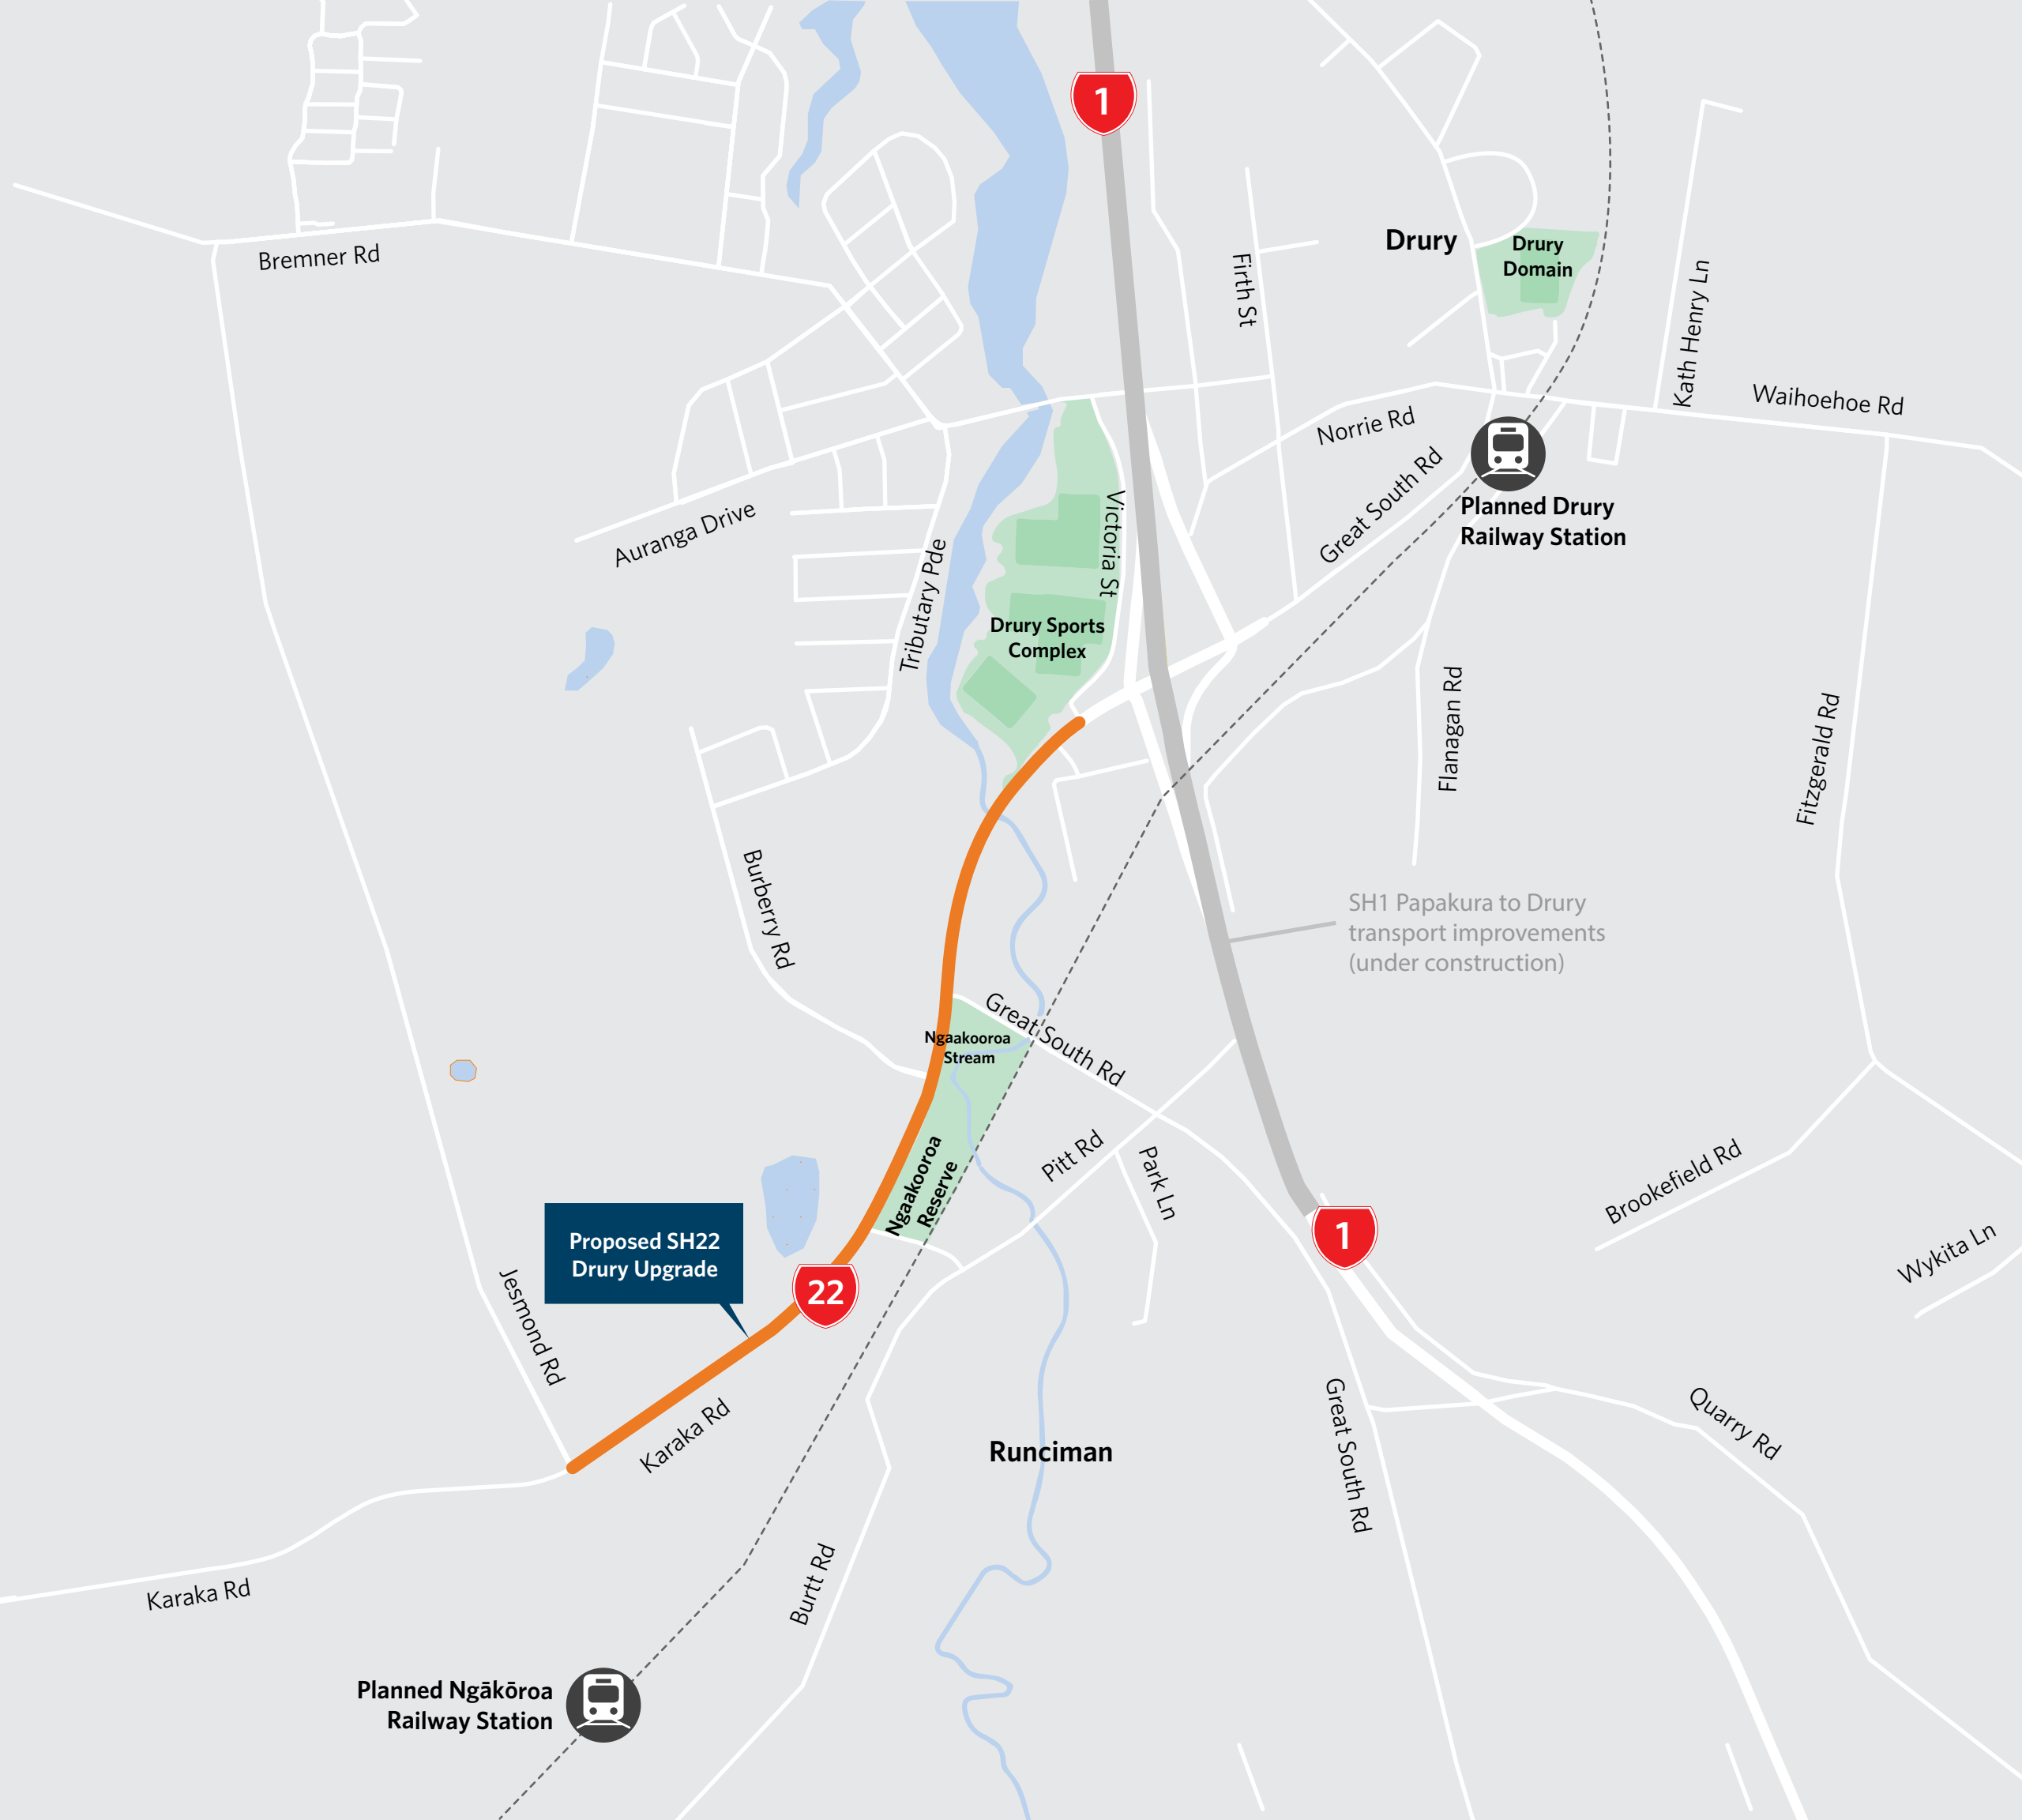 1
Drury
Drury
Domain
Bremner Rd
Firth St
Kath Henry Ln
Waihoehoe Rd
Norrie Rd
Great South Rd
Planned Drury
Railway Station
Auranga Drive
Victoria St
Tributary Pde
Drury Sports
Complex
Flanagan Rd
Fitzgerald Rd
Burberry Rd
SH1 Papakura to Drury
transport improvements
(under construction)
Great South Rd
Ngaakooroa
Stream
Ngaakooroa
Reserve
Pitt Rd
Park Ln
Brookefield Rd
Wykita Ln
Proposed SH22
Drury Upgrade
22
1
Jesmond Rd
Karaka Rd
Great South Rd
Quarry Rd
Runciman
Burtt Rd
Karaka Rd
Planned Ngākōroa
Railway Station